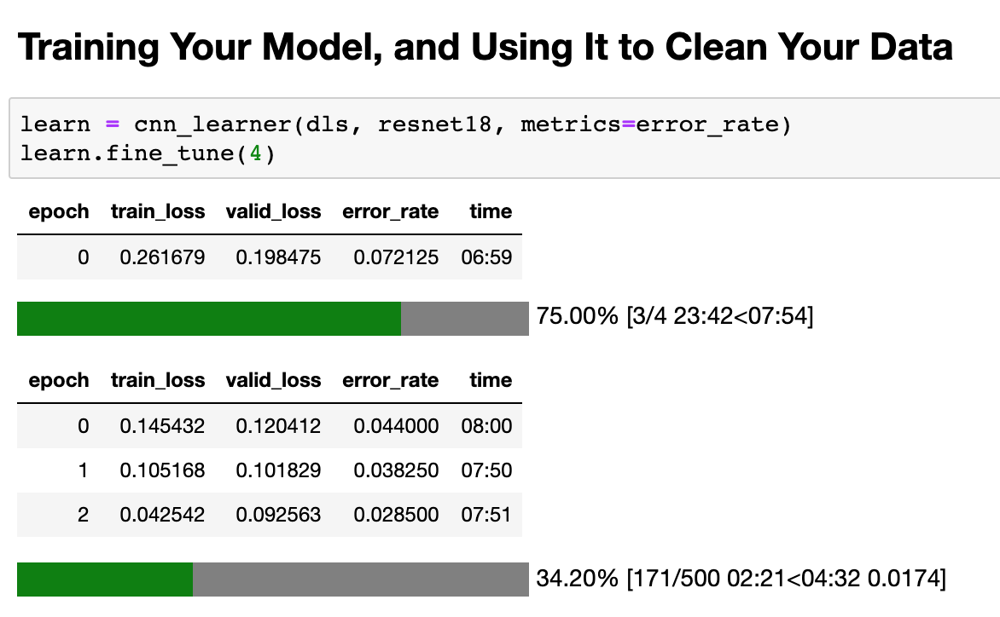 Training Your Model, and Using It to Clean Your Data
learn = cnn_learner(dls, resnet18, metrics=error_rate)
learn.fine_tune(4)
epoch train_loss valid_loss error_rate time
0 0.261679 0.198475 0.072125 06:59
75.00% [3/4 23:42<07:54]
epoch train_loss valid_loss error_rate time
0 0.145432 0.120412 0.044000 08:00
1 0.105168 0.101829 0.038250 07:50
2 0.042542 0.092563 0.028500 07:51
34.20% [171/500 02:21<04:32 0.0174]